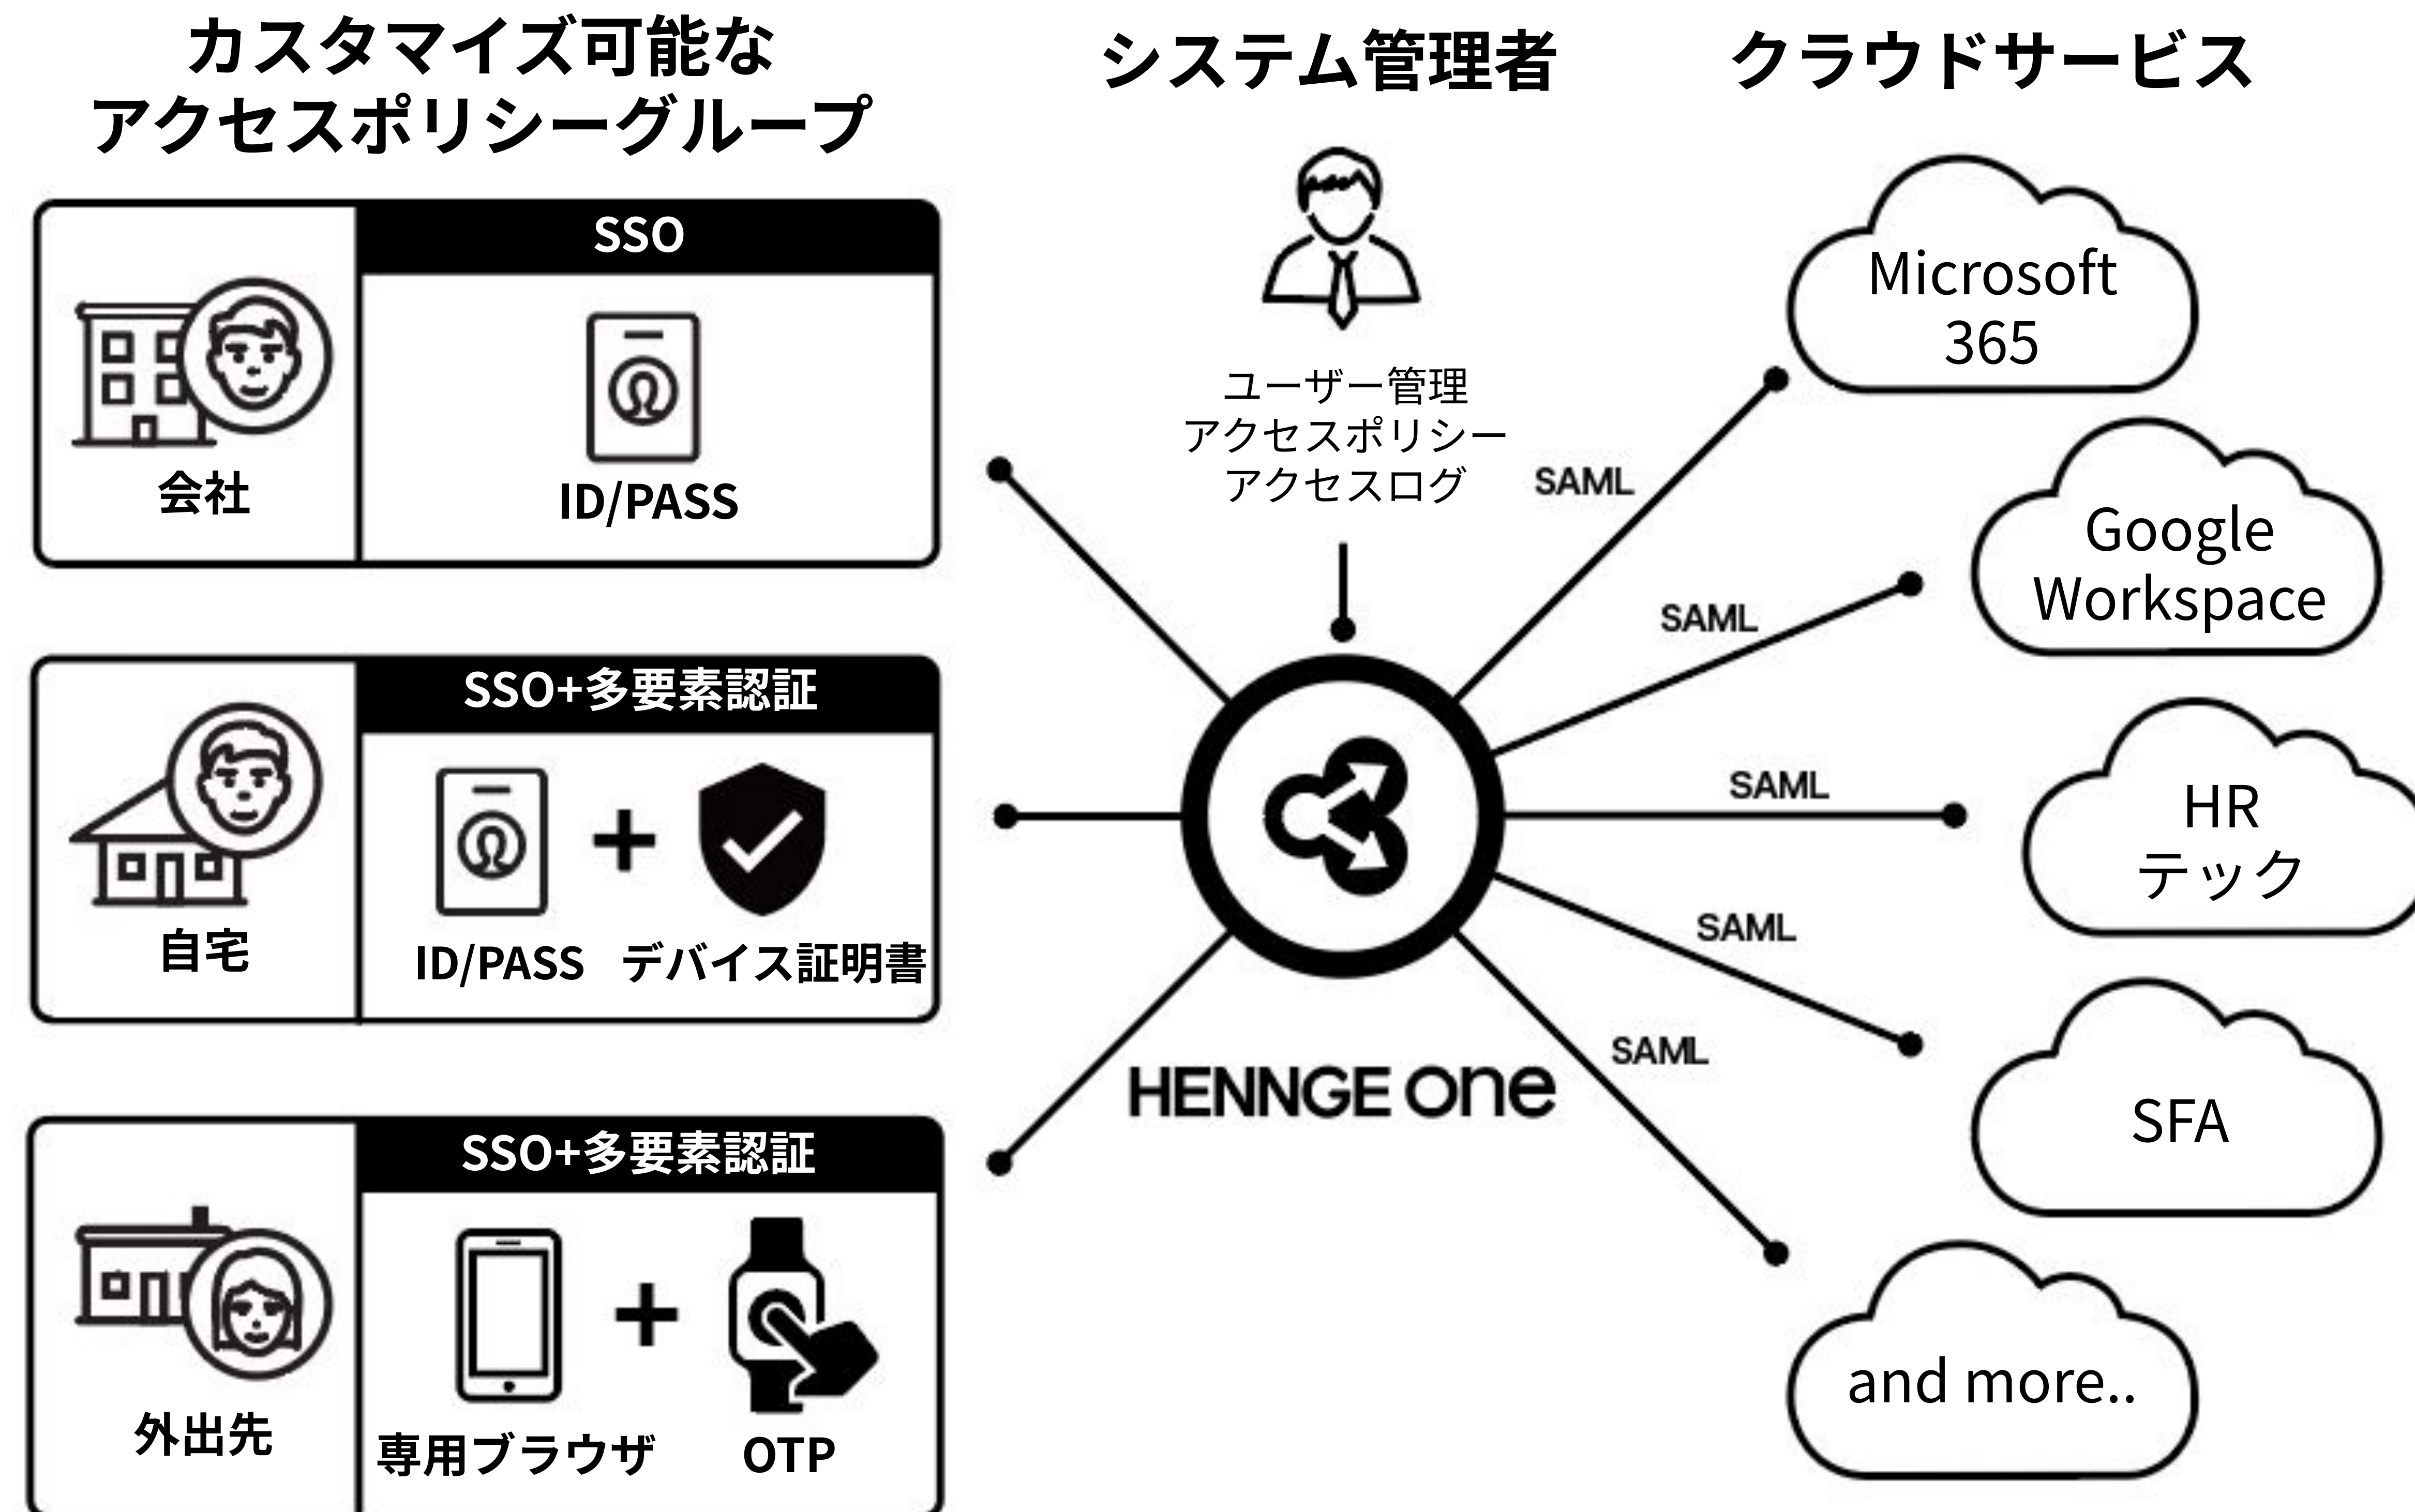 カスタマイズ可能な
アクセスポリシーグループ
SSO
会社
ID/PASS
SSO+多要素認証
自宅
ID/PASS
デバイス証明書
SSO+多要素認証
外出先
専用ブラウザ
OTP
システム管理者
ユーザー管理
アクセスポリシー
アクセスログ
HENNGE one
SAML
SAML
SAML
SAML
SAML
クラウドサービス
Microsoft
365
Google
Workspace
HR
テック
SFA
and more..